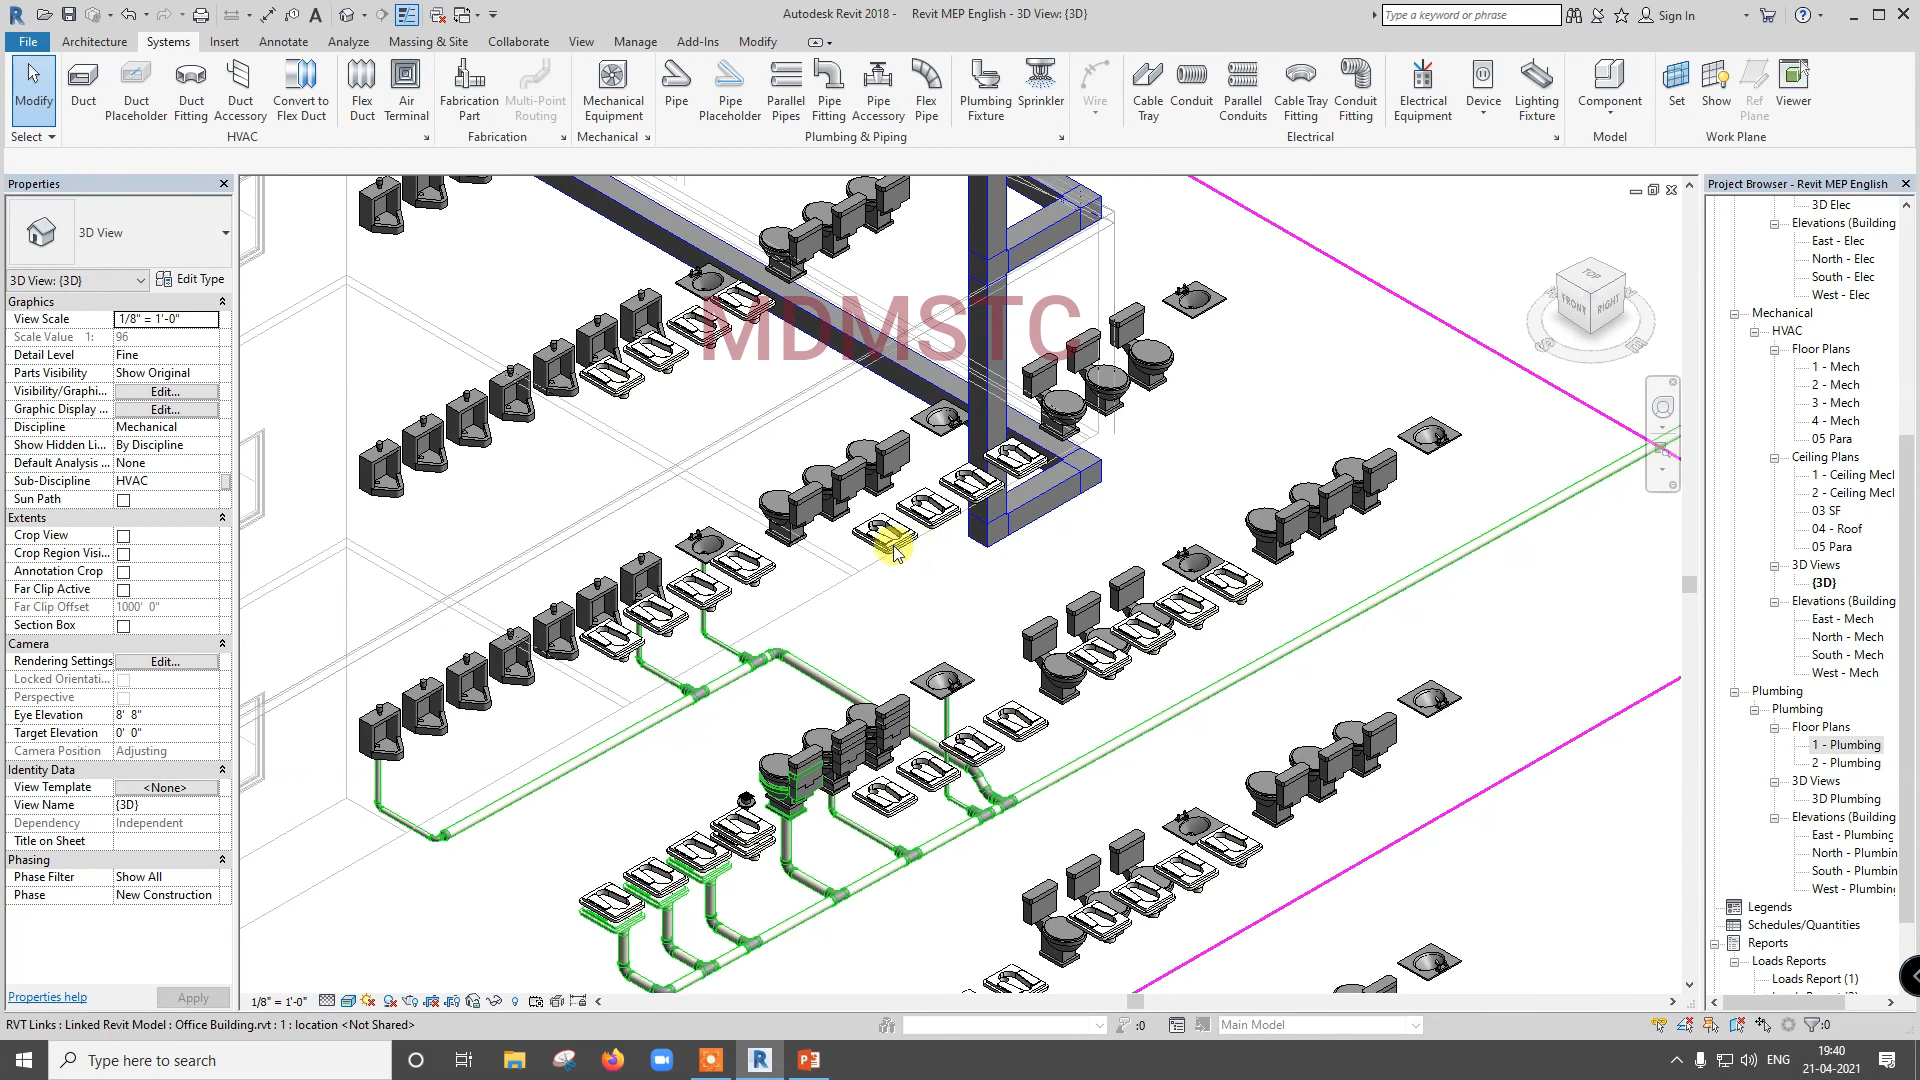 Autodesk Revit 2018 - Revit MEP English - 3D View: {3D}
Type a keyword or phrase
Sign In
File Architecture Systems Insert Annotate Analyze Massing & Site Collaborate View Manage Add-Ins Modify
Modify
Duct
Duct Placeholder
Duct Fitting
Duct Accessory
Convert to Flex Duct
Flex Duct
Air Terminal
Fabrication Part
Multi-Point Routing
Mechanical Equipment
Pipe
Pipe Placeholder
Parallel Pipes
Pipe Fitting
Pipe Accessory
Flex Pipe
Plumbing Fixture
Sprinkler
Wire
Cable Tray
Conduit
Parallel Conduits
Cable Tray Fitting
Conduit Fitting
Electrical Equipment
Device
Lighting Fixture
Component
Set
Show
Ref Plane
Viewer
Select HVAC Fabrication Mechanical Plumbing & Piping Electrical Model Work Plane
Properties
3D View
3D View: {3D} Edit Type
Graphics
View Scale 1/8" = 1'-0"
Scale Value 1: 96
Detail Level Fine
Parts Visibility Show Original
Visibility/Graphi... Edit...
Graphic Display ... Edit...
Discipline Mechanical
Show Hidden Li... By Discipline
Default Analysis ... None
Sub-Discipline HVAC
Sun Path
Extents
Crop View
Crop Region Visi...
Annotation Crop
Far Clip Active
Far Clip Offset 1000' 0"
Section Box
Camera
Rendering Settings Edit...
Locked Orientati...
Perspective
Eye Elevation 8' 8"
Target Elevation 0' 0"
Camera Position Adjusting
Identity Data
View Template <None>
View Name {3D}
Dependency Independent
Title on Sheet
Phasing
Phase Filter Show All
Phase New Construction
Properties help Apply
MDMSTC
TOP
FRONT
RIGHT
Project Browser - Revit MEP English
3D Elec
Elevations (Building
East - Elec
North - Elec
South - Elec
West - Elec
Mechanical
HVAC
Floor Plans
1 - Mech
2 - Mech
3 - Mech
4 - Mech
05 Para
Ceiling Plans
1 - Ceiling Mecl
2 - Ceiling Mecl
03 SF
04 - Roof
05 Para
3D Views
{3D}
Elevations (Building
East - Mech
North - Mech
South - Mech
West - Mech
Plumbing
Plumbing
Floor Plans
1 - Plumbing
2 - Plumbing
3D Views
3D Plumbing
Elevations (Building
East - Plumbing
North - Plumbin
South - Plumbin
West - Plumbing
Legends
Schedules/Quantities
Reports
Loads Reports
Loads Report (1)
1/8" = 1'-0"
RVT Links : Linked Revit Model : Office Building.rvt : 1 : location <Not Shared>
:0
Main Model
:0
Type here to search
ENG
19:40
21-04-2021